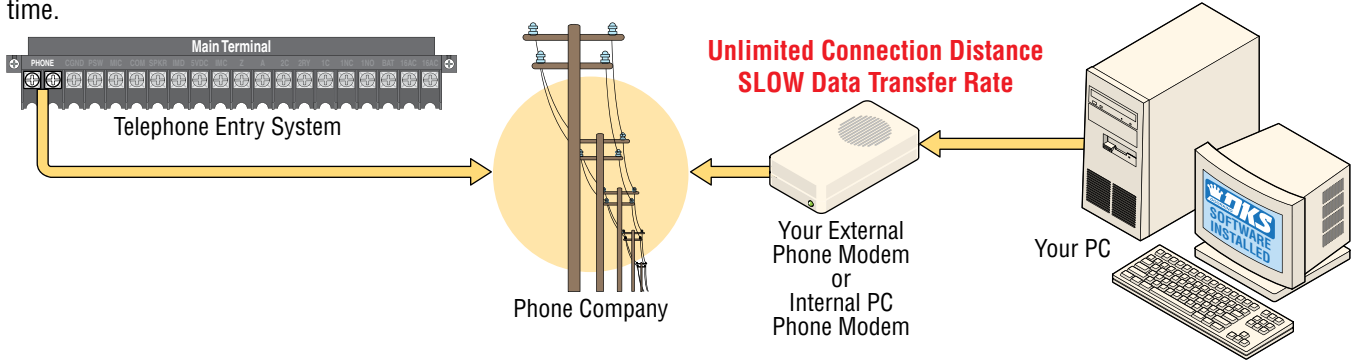 time.
Main Terminal
PHONE CGND PSW MIC COM SPKR IMD 5VDC IMC Z A 2C 2RY 1C 1NC 1NO BAT 16AC 16AC
Telephone Entry System
Phone Company
Unlimited Connection Distance
SLOW Data Transfer Rate
Your External
Phone Modem
or
Internal PC
Phone Modem
Your PC
DKS
SOFTWARE
INSTALLED